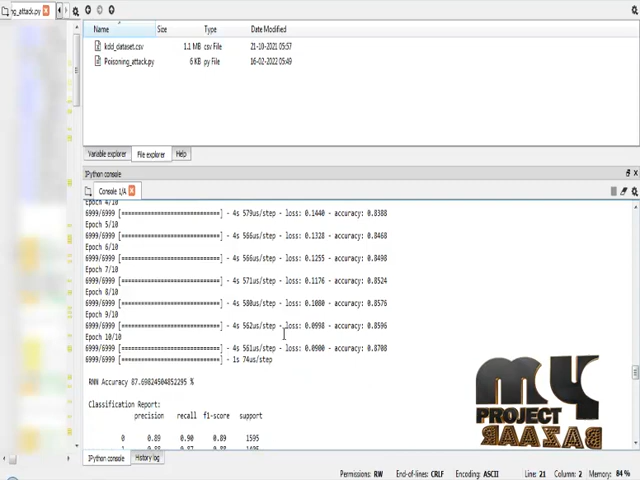 ng_attack.py
Name Size Type Date Modified
kdd_dataset.csv 1.1 MB csv File 21-10-2021 05:57
Poisoning_attack.py 6 KB py File 16-02-2022 05:49
Variable explorer File explorer Help
IPython console
Console 1/A
Epoch 4/10
6999/6999 [==============================] - 4s 579us/step - loss: 0.1440 - accuracy: 0.8388
Epoch 5/10
6999/6999 [==============================] - 4s 566us/step - loss: 0.1328 - accuracy: 0.8468
Epoch 6/10
6999/6999 [==============================] - 4s 566us/step - loss: 0.1255 - accuracy: 0.8498
Epoch 7/10
6999/6999 [==============================] - 4s 571us/step - loss: 0.1176 - accuracy: 0.8524
Epoch 8/10
6999/6999 [==============================] - 4s 580us/step - loss: 0.1080 - accuracy: 0.8576
Epoch 9/10
6999/6999 [==============================] - 4s 562us/step - loss: 0.0998 - accuracy: 0.8596
Epoch 10/10
6999/6999 [==============================] - 4s 561us/step - loss: 0.0900 - accuracy: 0.8708
6999/6999 [==============================] - 1s 74us/step
RNN Accuracy 87.69824504852295 %
Classification Report:
precision recall f1-score support
0 0.89 0.90 0.89 1595
MY
PROJECT
BAZAAR
IPython console History log
Permissions: RW End-of-lines: CRLF Encoding: ASCII Line: 21 Column: 2 Memory: 84 %